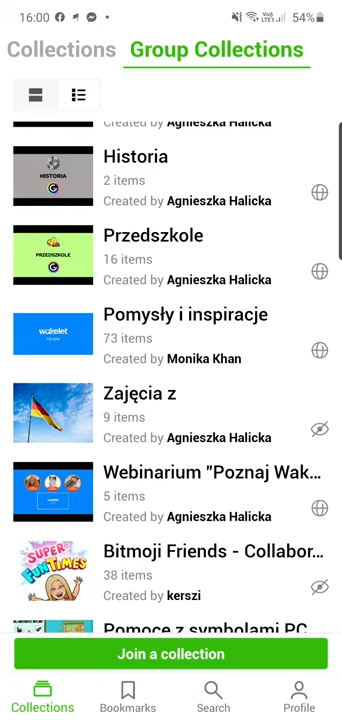 16:00
54%
Collections Group Collections
Created by Agnieszka Halicka
HISTORIA
Historia
2 items
Created by Agnieszka Halicka
PRZEDSZKOLE
Przedszkole
16 items
Created by Agnieszka Halicka
wakelet
Pomysły i inspiracje
73 items
Created by Monika Khan
Zajęcia z
9 items
Created by Agnieszka Halicka
Webinarium "Poznaj Wak...
5 items
Created by Agnieszka Halicka
SUPER
FUN TIMES
Bitmoji Friends - Collabor...
38 items
Created by kerszi
Pomoce z symbolami PC
Join a collection
Collections Bookmarks Search Profile